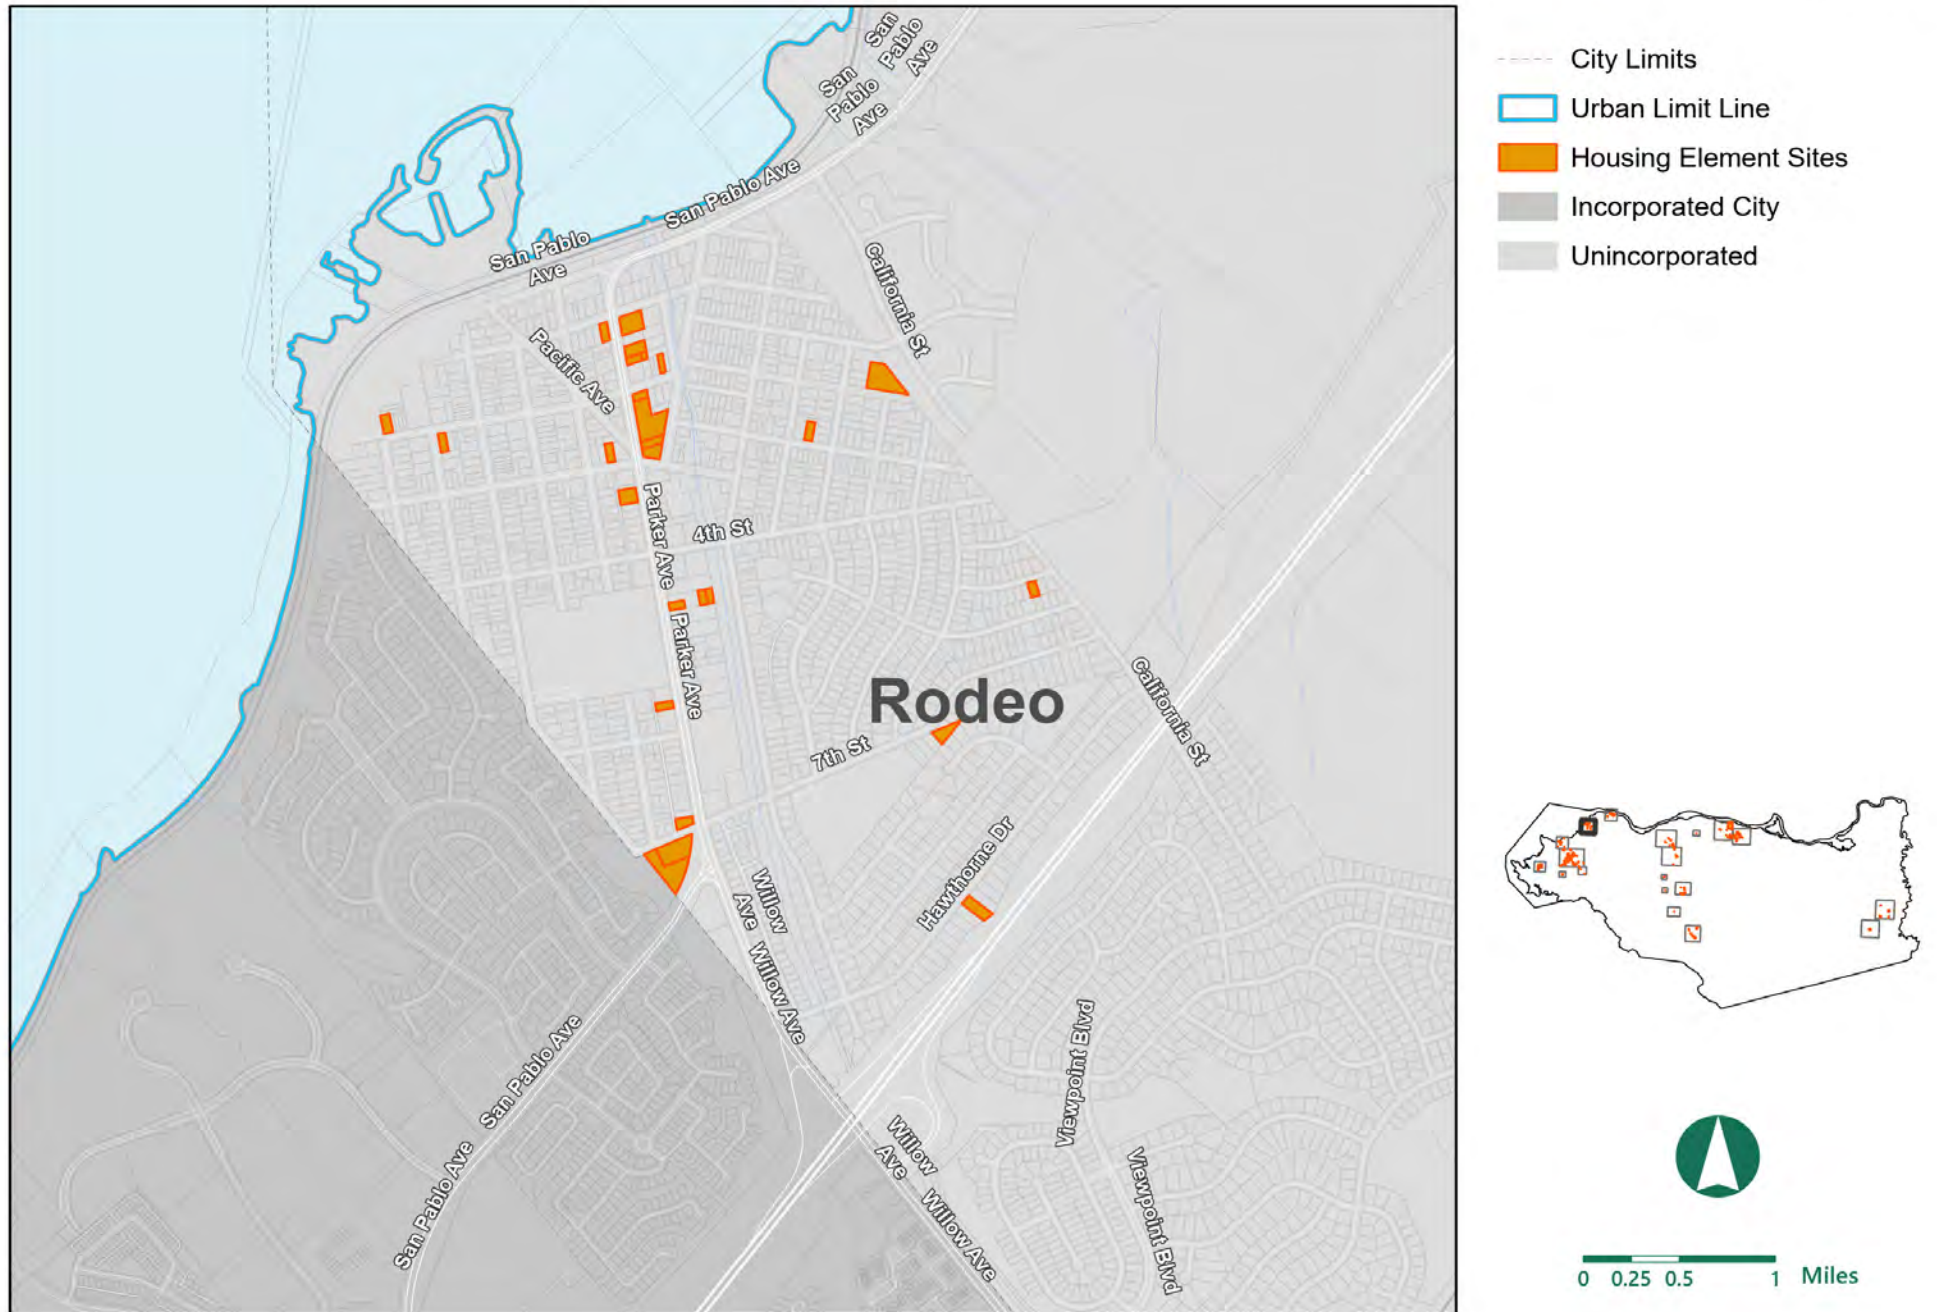 San
Pablo
Ave
San
Pablo
Ave
San Pablo Ave
San Pablo
Ave
California St
Pacific Ave
Parker Ave
4th St
Parker Ave
Rodeo
California St
7th St
Hawthorne Dr
Willow
Ave
Willow Ave
San Pablo Ave
San Pablo Ave
Viewpoint Blvd
Willow
Ave
Viewpoint Blvd
Willow Ave
City Limits
Urban Limit Line
Housing Element Sites
Incorporated City
Unincorporated
0 0.25 0.5 1 Miles